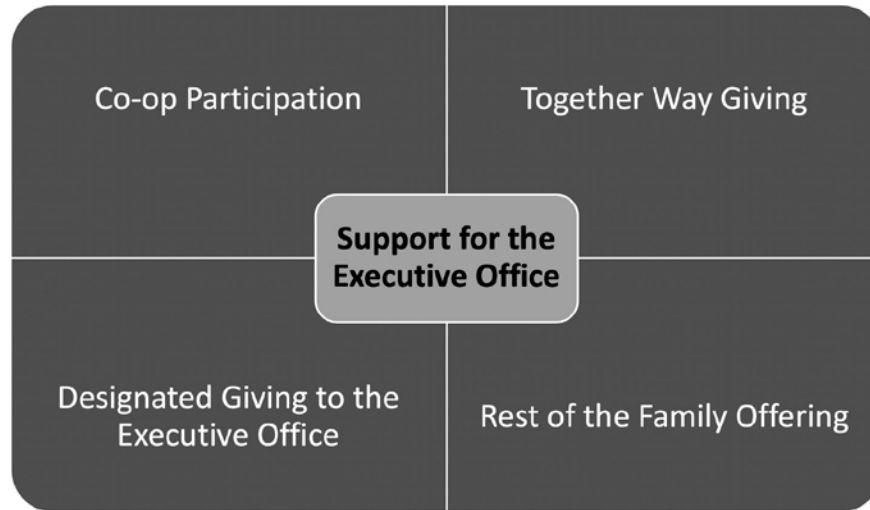 Co-op Participation
Together Way Giving
Support for the
Executive Office
Designated Giving to the
Executive Office
Rest of the Family Offering